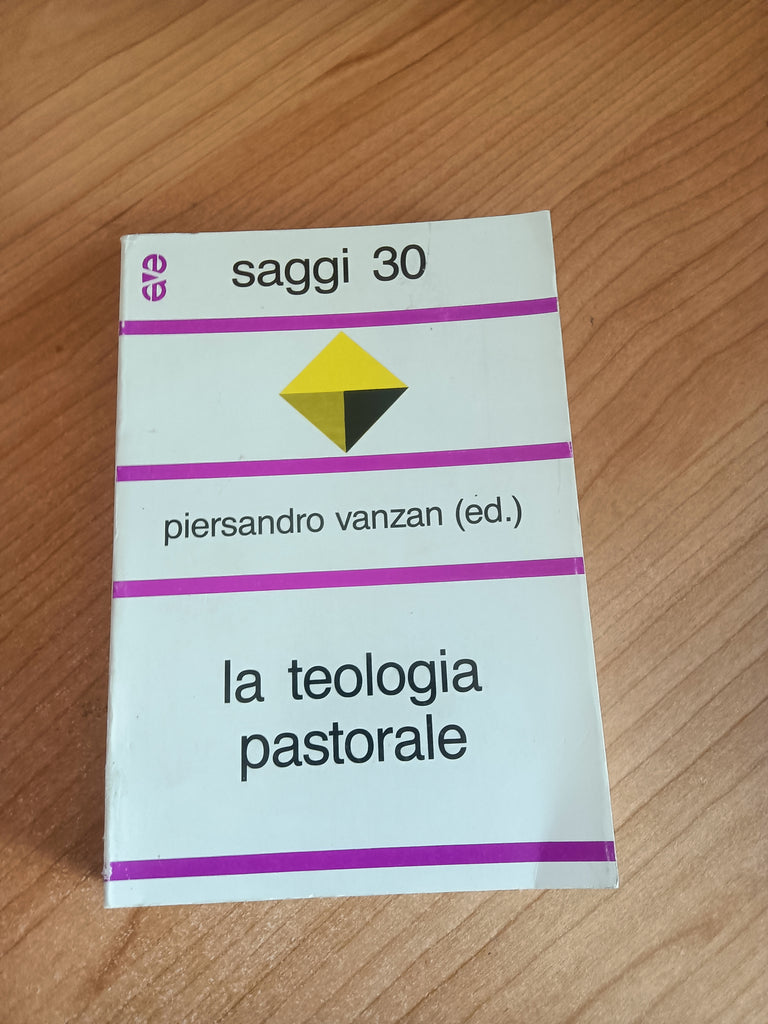 ave
saggi 30
piersandro vanzan (ed.)
la teologia
pastorale